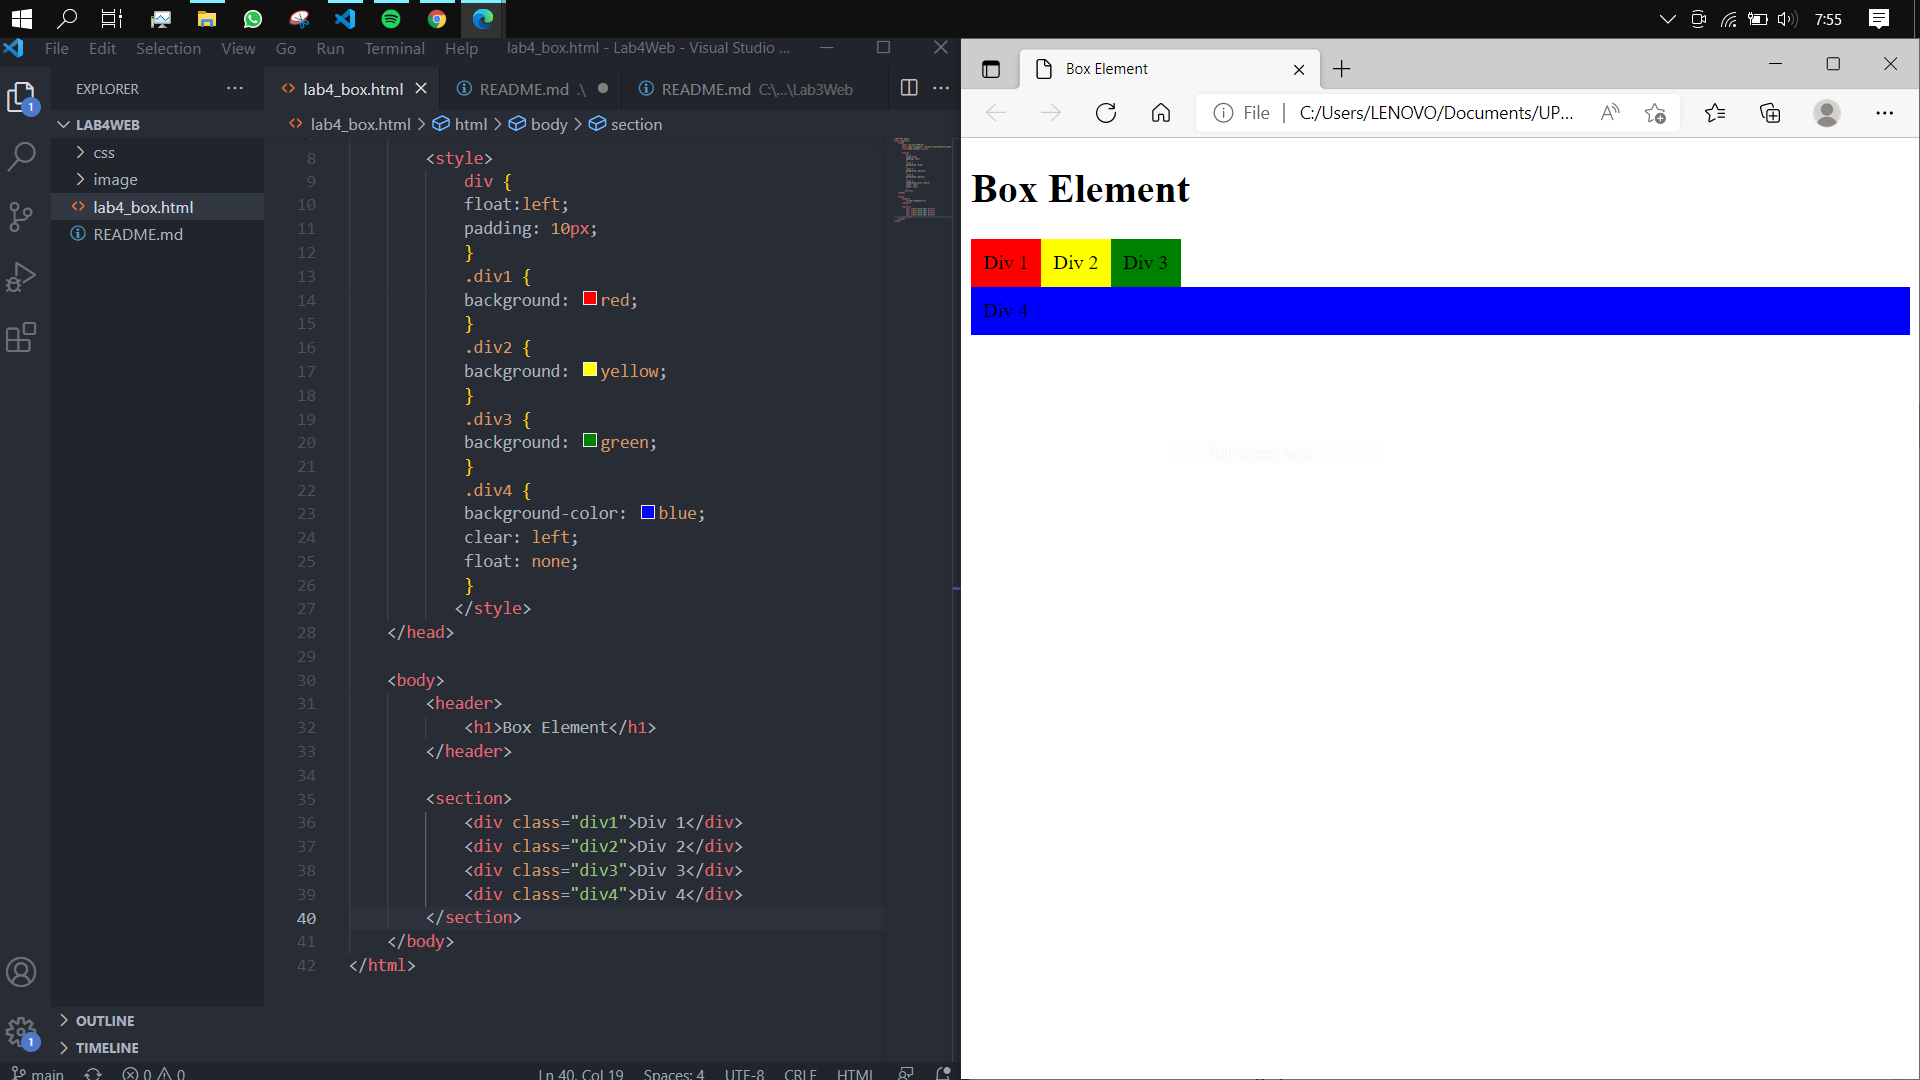 7:55
File Edit Selection View Go Run Terminal Help lab4_box.html - Lab4Web - Visual Studio ...
EXPLORER
lab4_box.html
README.md .\
README.md C:\...\Lab3Web
LAB4WEB
css
image
lab4_box.html
README.md
OUTLINE
TIMELINE
lab4_box.html > html > body > section
8 <style>
9 div {
10 float:left;
11 padding: 10px;
12 }
13 .div1 {
14 background: red;
15 }
16 .div2 {
17 background: yellow;
18 }
19 .div3 {
20 background: green;
21 }
22 .div4 {
23 background-color: blue;
24 clear: left;
25 float: none;
26 }
27 </style>
28 </head>
29
30 <body>
31 <header>
32 <h1>Box Element</h1>
33 </header>
34
35 <section>
36 <div class="div1">Div 1</div>
37 <div class="div2">Div 2</div>
38 <div class="div3">Div 3</div>
39 <div class="div4">Div 4</div>
40 </section>
41 </body>
42 </html>
1
1
main 0 0 Ln 40, Col 19 Spaces: 4 UTF-8 CRLF HTML
Box Element
File C:/Users/LENOVO/Documents/UP...
Box Element
Div 1 Div 2 Div 3
Div 4
Full-screen Snip